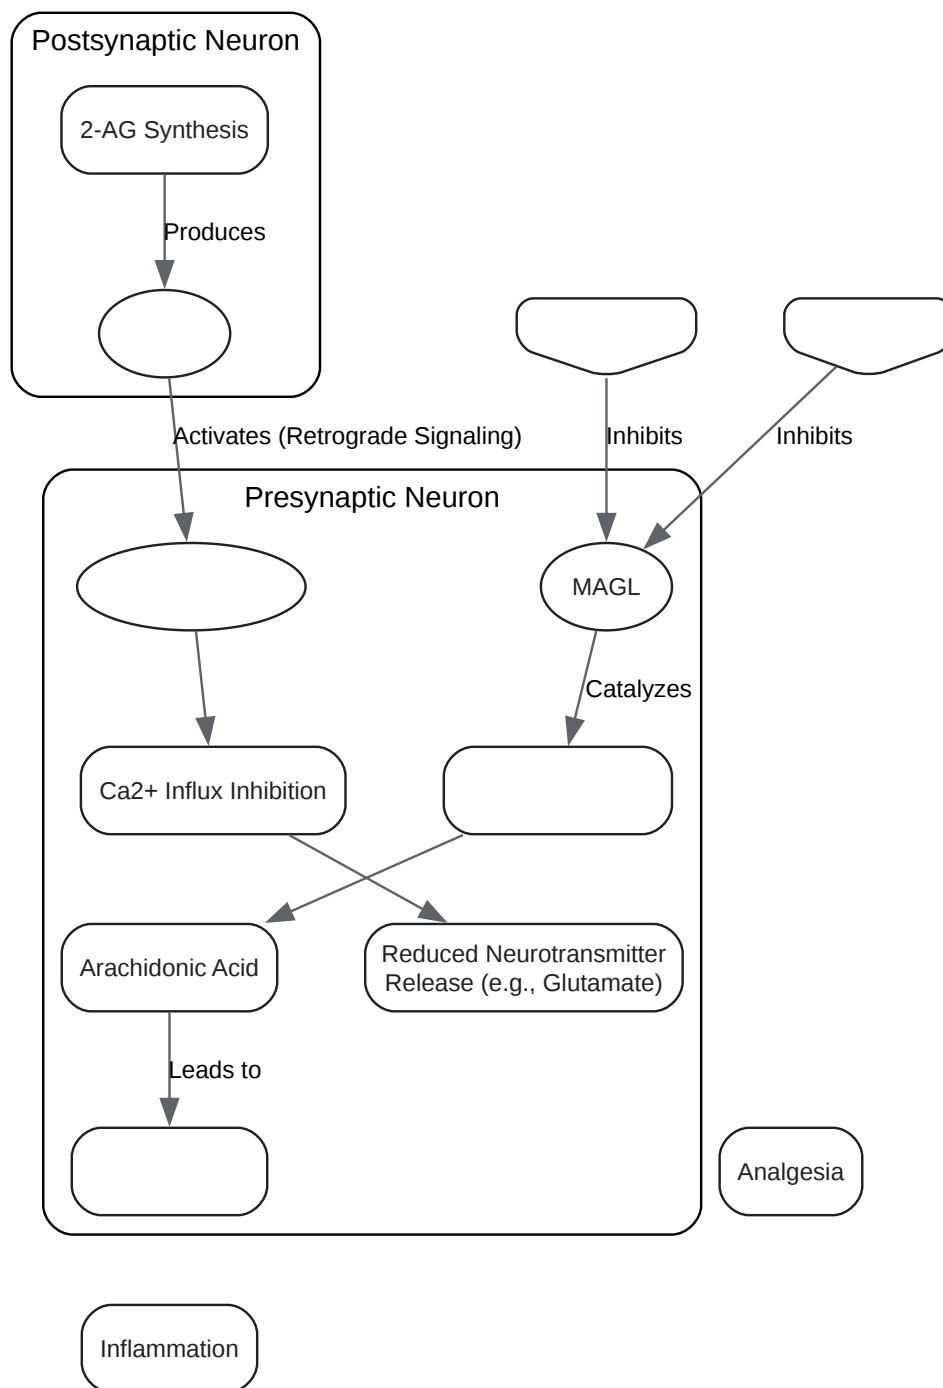 Postsynaptic Neuron
2-AG Synthesis
Produces
Activates (Retrograde Signaling)
Inhibits
Inhibits
Presynaptic Neuron
MAGL
Catalyzes
Ca2+ Influx Inhibition
Arachidonic Acid
Reduced Neurotransmitter
Release (e.g., Glutamate)
Leads to
Analgesia
Inflammation